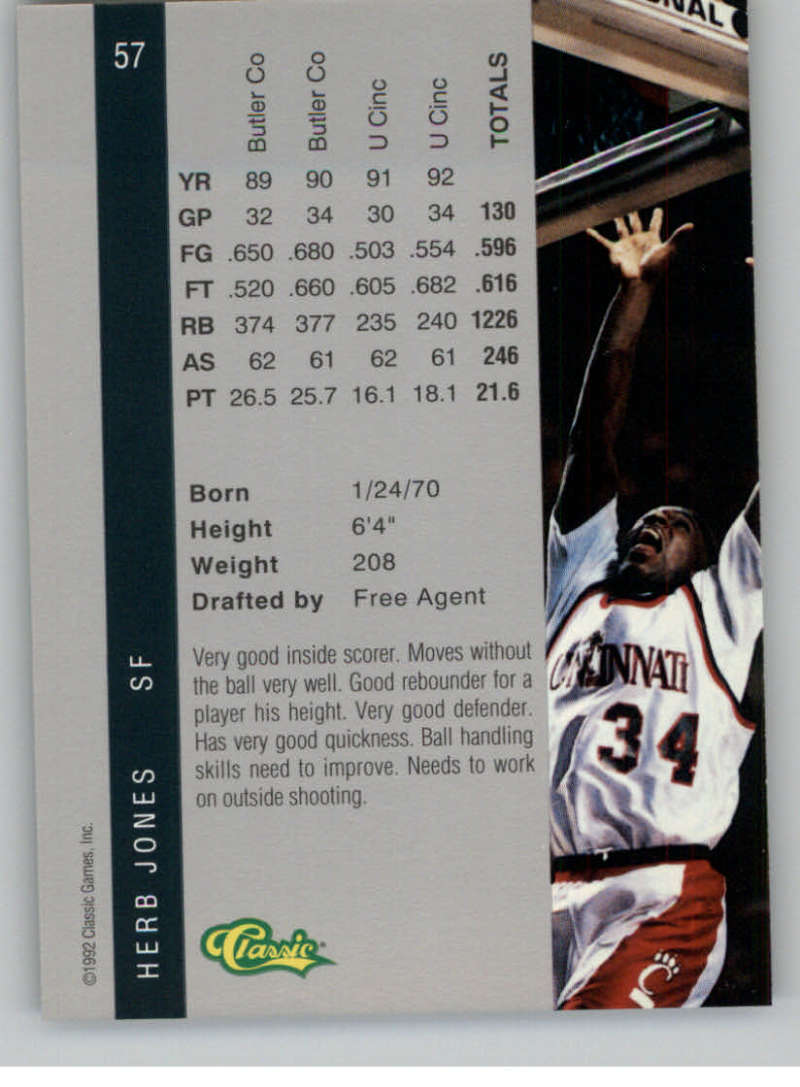 57
Butler Co Butler Co U Cinc U Cinc TOTALS
YR 89 90 91 92
GP 32 34 30 34 130
FG .650 .680 .503 .554 .596
FT .520 .660 .605 .682 .616
RB 374 377 235 240 1226
AS 62 61 62 61 246
PT 26.5 25.7 16.1 18.1 21.6
Born 1/24/70
Height 6'4"
Weight 208
Drafted by Free Agent
Very good inside scorer. Moves without
the ball very well. Good rebounder for a
player his height. Very good defender.
Has very good quickness. Ball handling
skills need to improve. Needs to work
on outside shooting.
HERB JONES SF
©1992 Classic Games, Inc.
Classic®
CINCINNATI
34
C